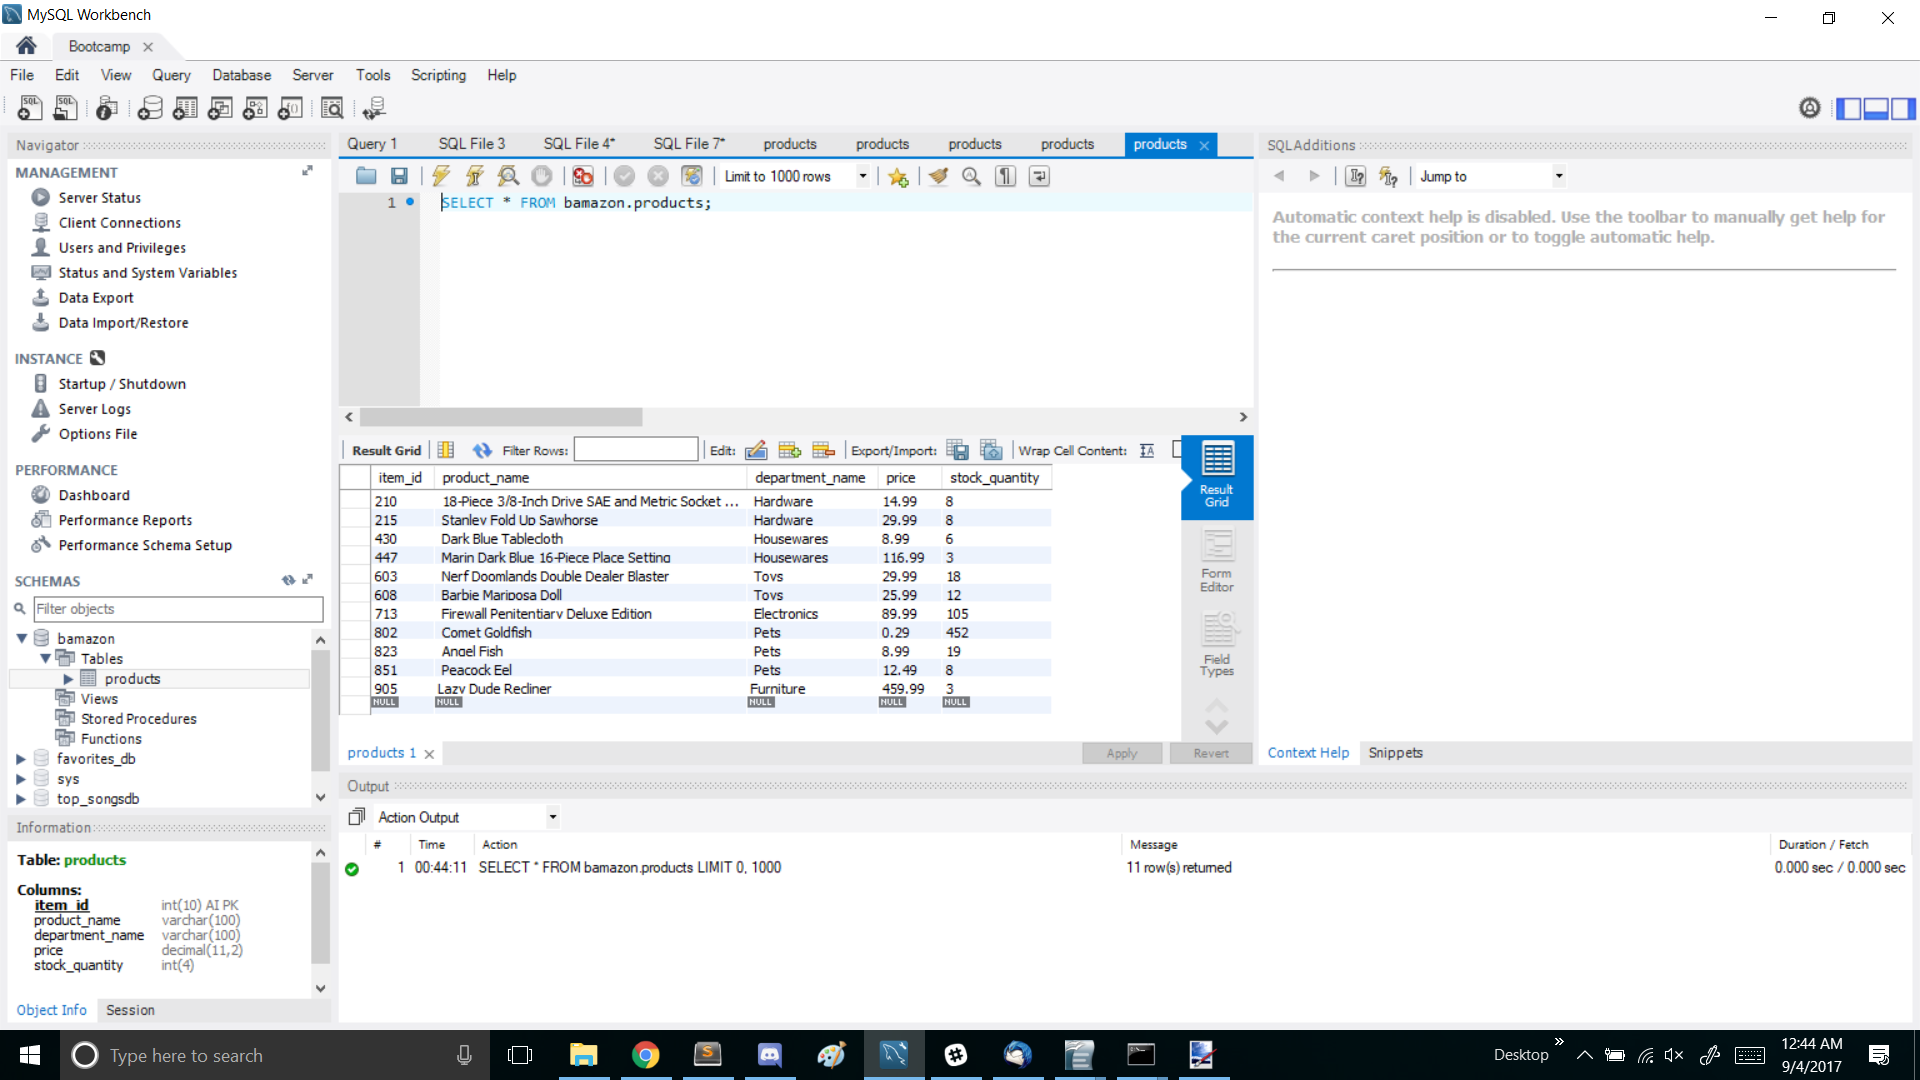 MySQL Workbench
Bootcamp
File Edit View Query Database Server Tools Scripting Help
Navigator
MANAGEMENT
Server Status
Client Connections
Users and Privileges
Status and System Variables
Data Export
Data Import/Restore
INSTANCE
Startup / Shutdown
Server Logs
Options File
PERFORMANCE
Dashboard
Performance Reports
Performance Schema Setup
SCHEMAS
Filter objects
bamazon
Tables
products
Views
Stored Procedures
Functions
favorites_db
sys
top_songsdb
Information
Table: products
Columns:
item_id int(10) AI PK
product_name varchar(100)
department_name varchar(100)
price decimal(11,2)
stock_quantity int(4)
Object Info Session
Query 1 SQL File 3 SQL File 4* SQL File 7* products products products products products
Limit to 1000 rows
1 SELECT * FROM bamazon.products;
Result Grid Filter Rows: Edit: Export/Import: Wrap Cell Content:
item_id product_name department_name price stock_quantity
210 18-Piece 3/8-Inch Drive SAE and Metric Socket ... Hardware 14.99 8
215 Stanley Fold Up Sawhorse Hardware 29.99 8
430 Dark Blue Tablecloth Housewares 8.99 6
447 Marin Dark Blue 16-Piece Place Setting Housewares 116.99 3
603 Nerf Doomlands Double Dealer Blaster Toys 29.99 18
608 Barbie Mariposa Doll Toys 25.99 12
713 Firewall Penitentiary Deluxe Edition Electronics 89.99 105
802 Comet Goldfish Pets 0.29 452
823 Angel Fish Pets 8.99 19
851 Peacock Eel Pets 12.49 8
905 Lazy Dude Recliner Furniture 459.99 3
NULL NULL NULL NULL NULL
Result
Grid
Form
Editor
Field
Types
products 1
Apply Revert
SQLAdditions
Jump to
Automatic context help is disabled. Use the toolbar to manually get help for
the current caret position or to toggle automatic help.
Context Help Snippets
Output
Action Output
# Time Action Message Duration / Fetch
1 00:44:11 SELECT * FROM bamazon.products LIMIT 0, 1000 11 row(s) returned 0.000 sec / 0.000 sec
Type here to search
Desktop
12:44 AM
9/4/2017